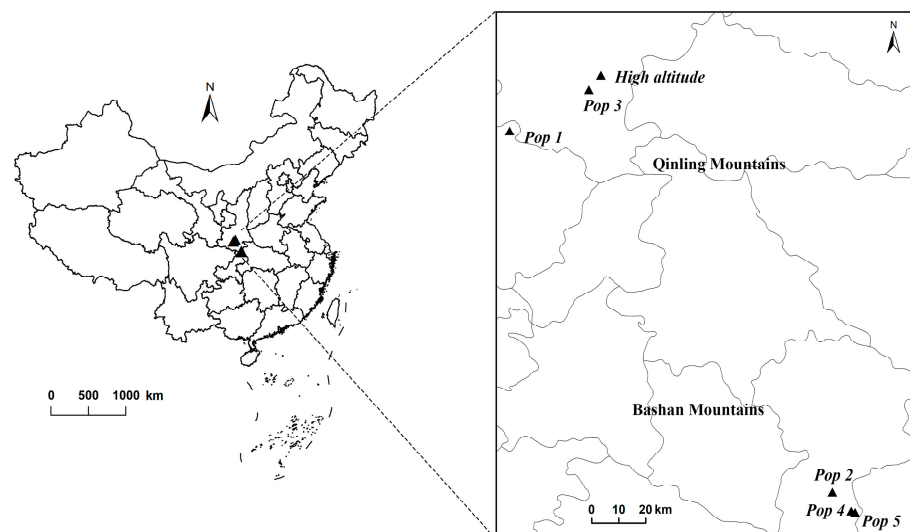 N
0 500 1000 km
N
High altitude
Pop 3
Pop 1
Qinling Mountains
Bashan Mountains
Pop 2
Pop 4 Pop 5
0 10 20 km